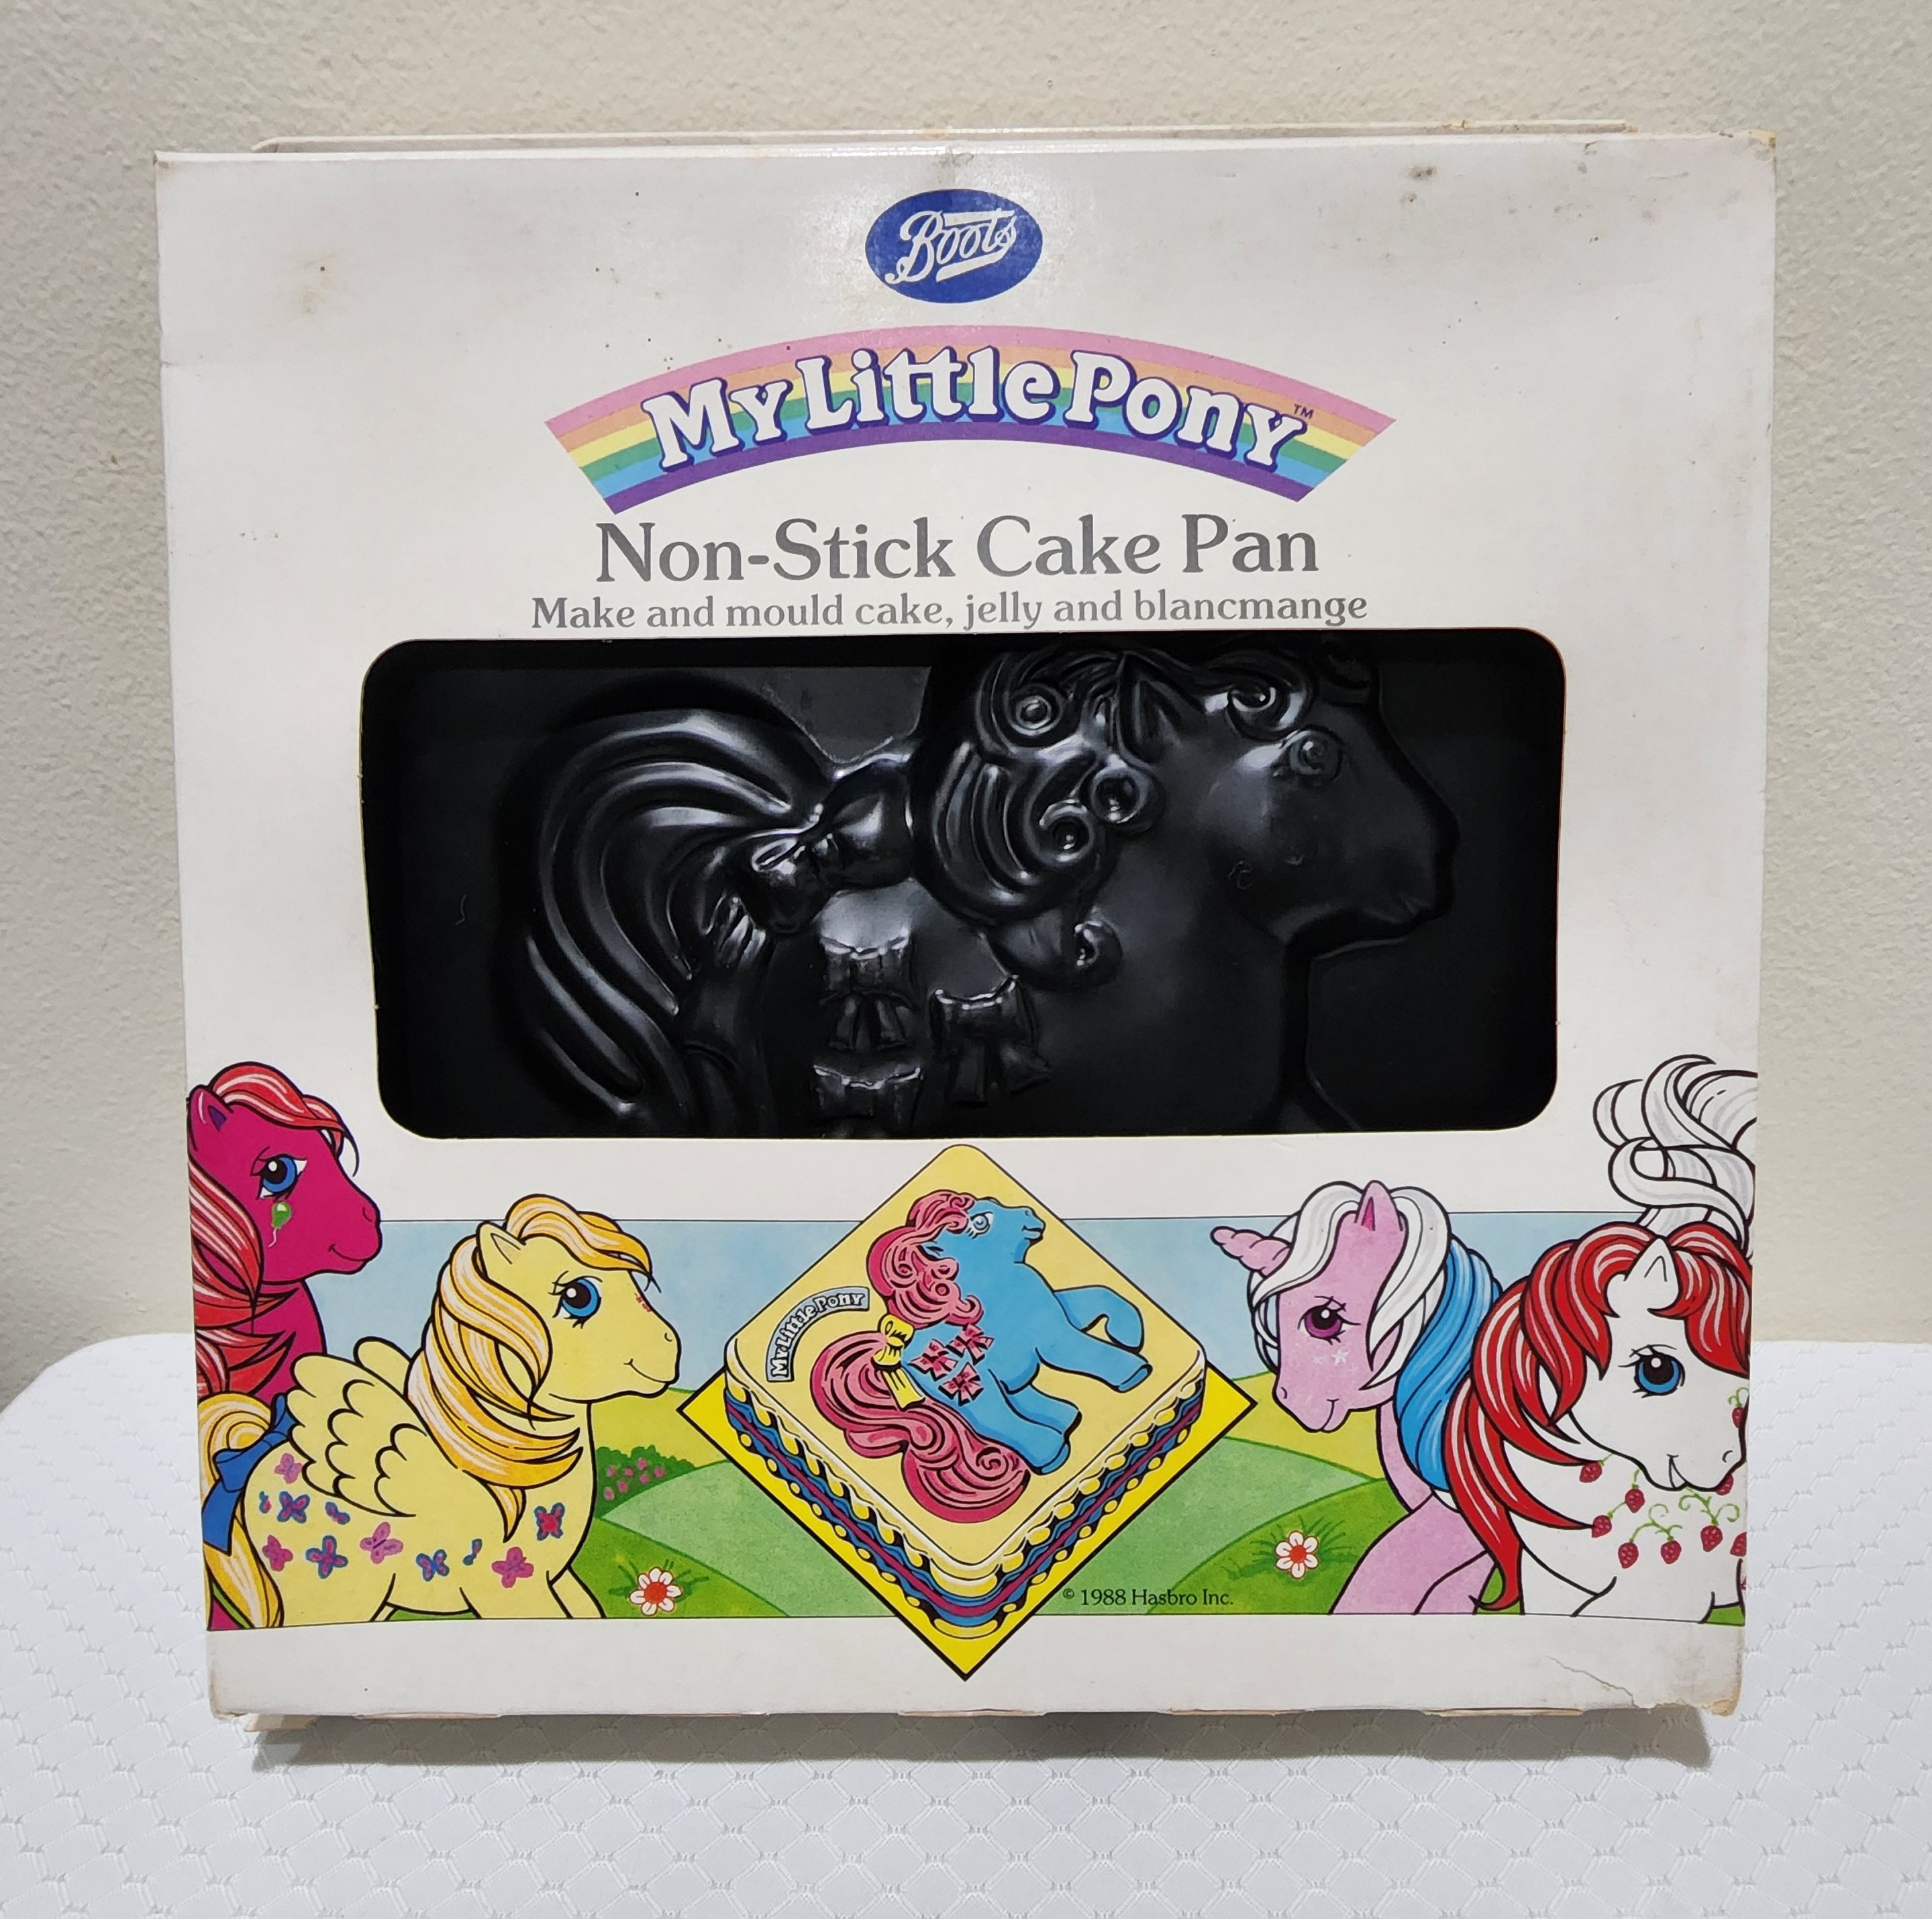 Boots
My Little Pony™
Non-Stick Cake Pan
Make and mould cake, jelly and blancmange
My Little Pony
© 1988 Hasbro Inc.